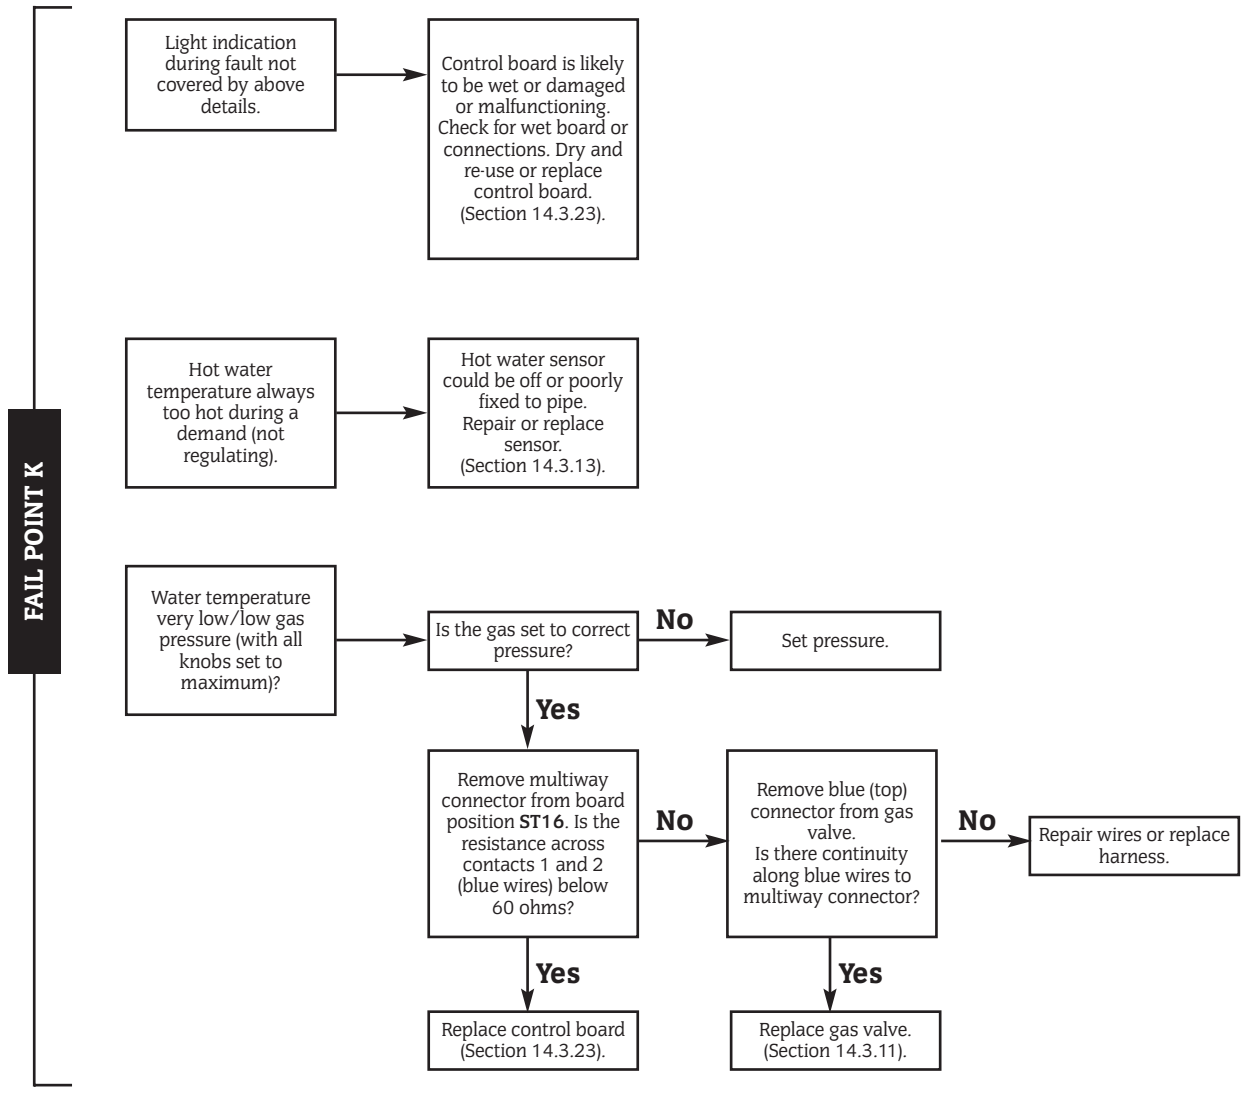 FAIL POINT K
Light indication
during fault not
covered by above
details.
Control board is likely
to be wet or damaged
or malfunctioning.
Check for wet board or
connections. Dry and
re-use or replace
control board.
(Section 14.3.23).
Hot water
temperature always
too hot during a
demand (not
regulating).
Hot water sensor
could be off or poorly
fixed to pipe.
Repair or replace
sensor.
(Section 14.3.13).
Water temperature
very low/low gas
pressure (with all
knobs set to
maximum)?
Is the gas set to correct
pressure?
No
Set pressure.
Yes
Remove multiway
connector from board
position ST16. Is the
resistance across
contacts 1 and 2
(blue wires) below
60 ohms?
No
Remove blue (top)
connector from gas
valve.
Is there continuity
along blue wires to
multiway connector?
No
Repair wires or replace
harness.
Yes
Replace control board
(Section 14.3.23).
Yes
Replace gas valve.
(Section 14.3.11).